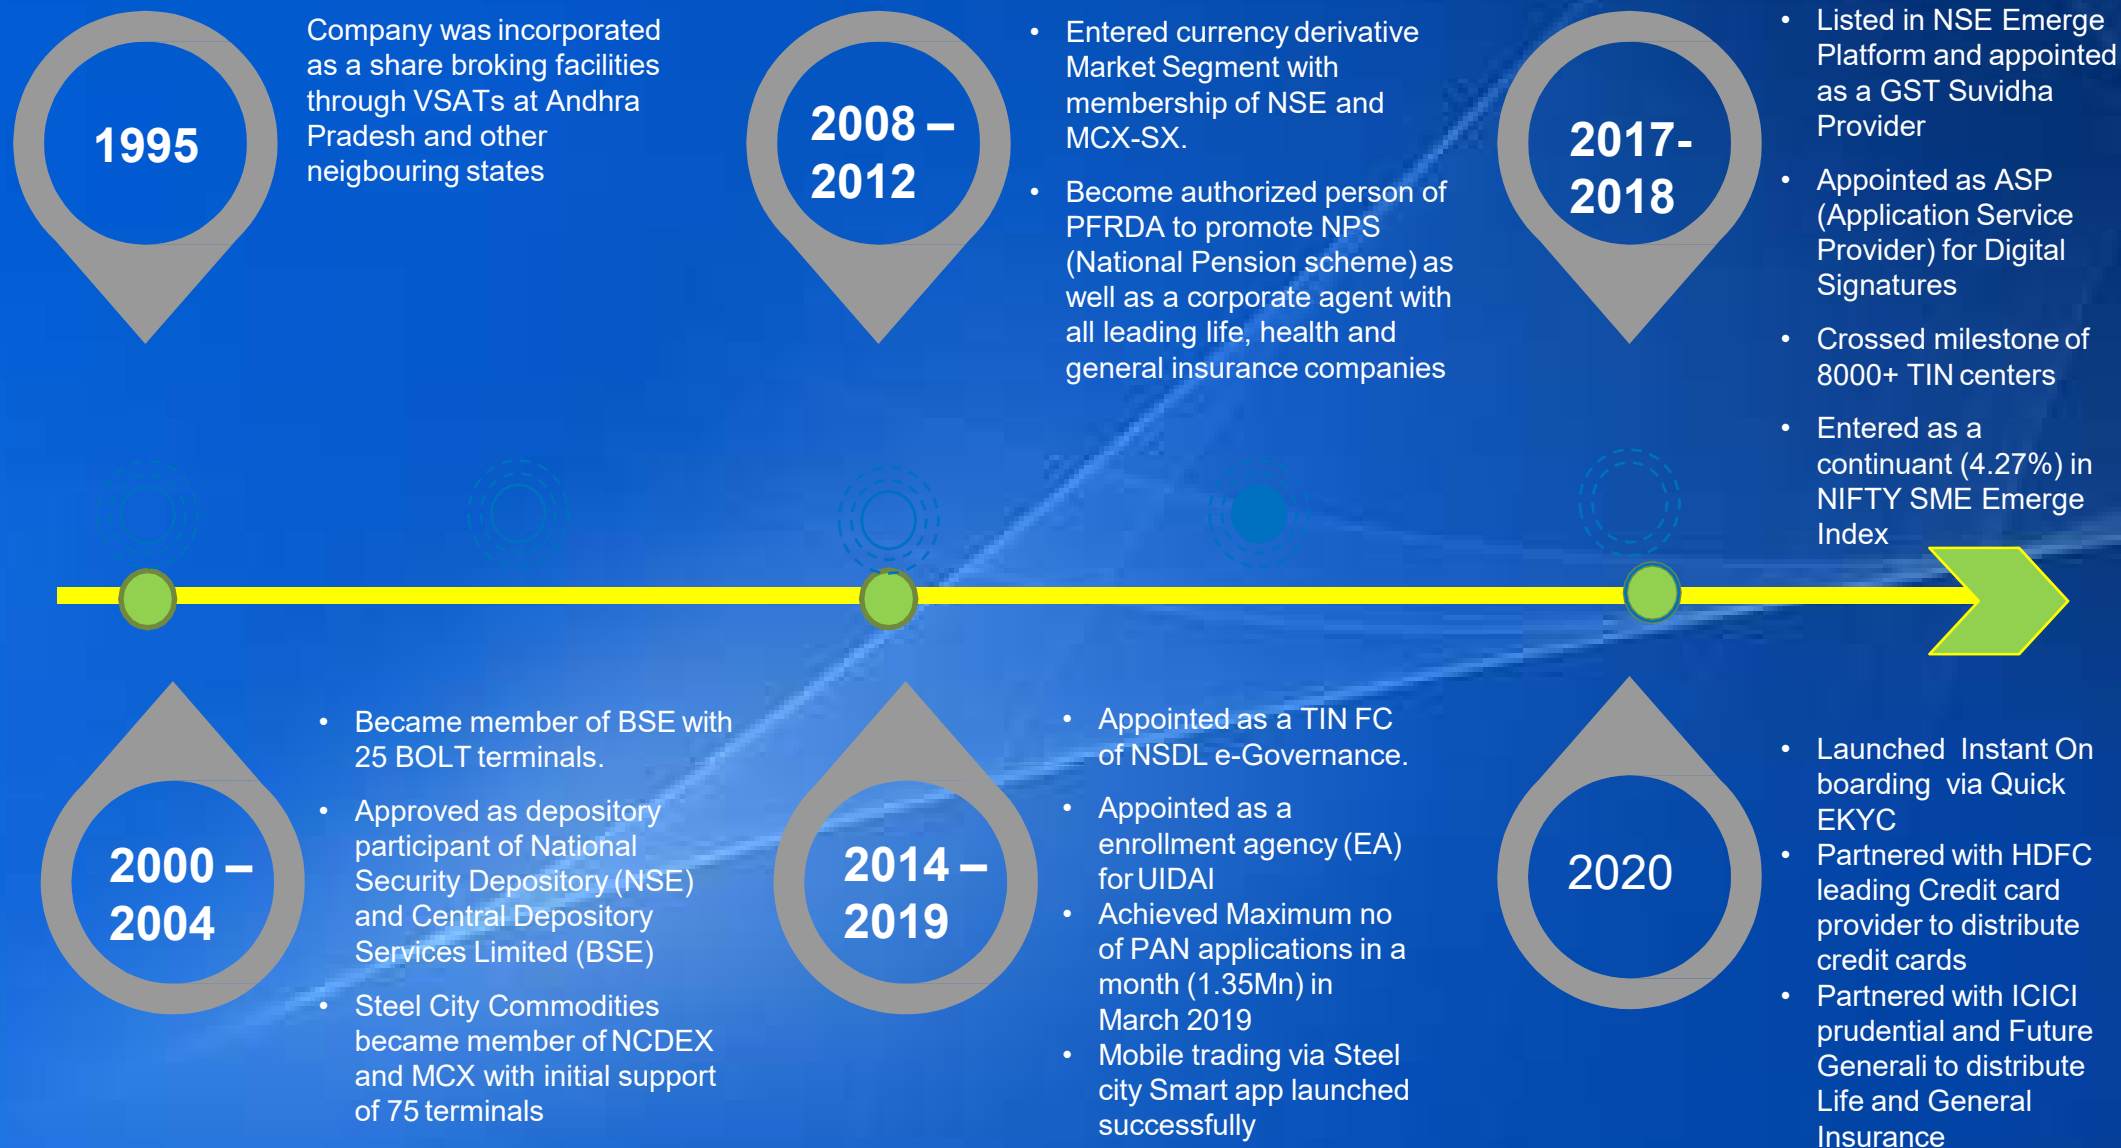 1995
Company was incorporated
as a share broking facilities
through VSATs at Andhra
Pradesh and other
neigbouring states
2008 –
2012
• Entered currency derivative
Market Segment with
membership of NSE and
MCX-SX.
• Become authorized person of
PFRDA to promote NPS
(National Pension scheme) as
well as a corporate agent with
all leading life, health and
general insurance companies
2017-
2018
• Listed in NSE Emerge
Platform and appointed
as a GST Suvidha
Provider
• Appointed as ASP
(Application Service
Provider) for Digital
Signatures
• Crossed milestone of
8000+ TIN centers
• Entered as a
continuant (4.27%) in
NIFTY SME Emerge
Index
2000 –
2004
• Became member of BSE with
25 BOLT terminals.
• Approved as depository
participant of National
Security Depository (NSE)
and Central Depository
Services Limited (BSE)
• Steel City Commodities
became member of NCDEX
and MCX with initial support
of 75 terminals
2014 –
2019
• Appointed as a TIN FC
of NSDL e-Governance.
• Appointed as a
enrollment agency (EA)
for UIDAI
• Achieved Maximum no
of PAN applications in a
month (1.35Mn) in
March 2019
• Mobile trading via Steel
city Smart app launched
successfully
2020
• Launched Instant On
boarding via Quick
EKYC
• Partnered with HDFC
leading Credit card
provider to distribute
credit cards
• Partnered with ICICI
prudential and Future
Generali to distribute
Life and General
Insurance